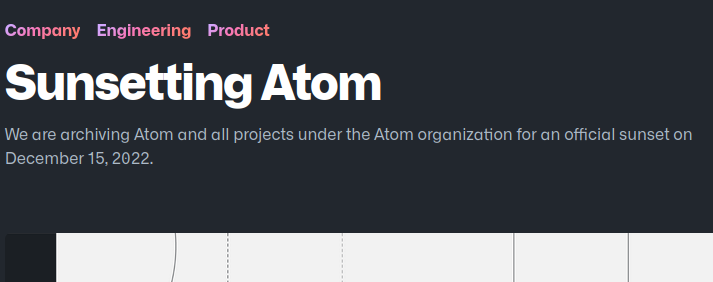 Company Engineering Product
Sunsetting Atom
We are archiving Atom and all projects under the Atom organization for an official sunset on
December 15, 2022.